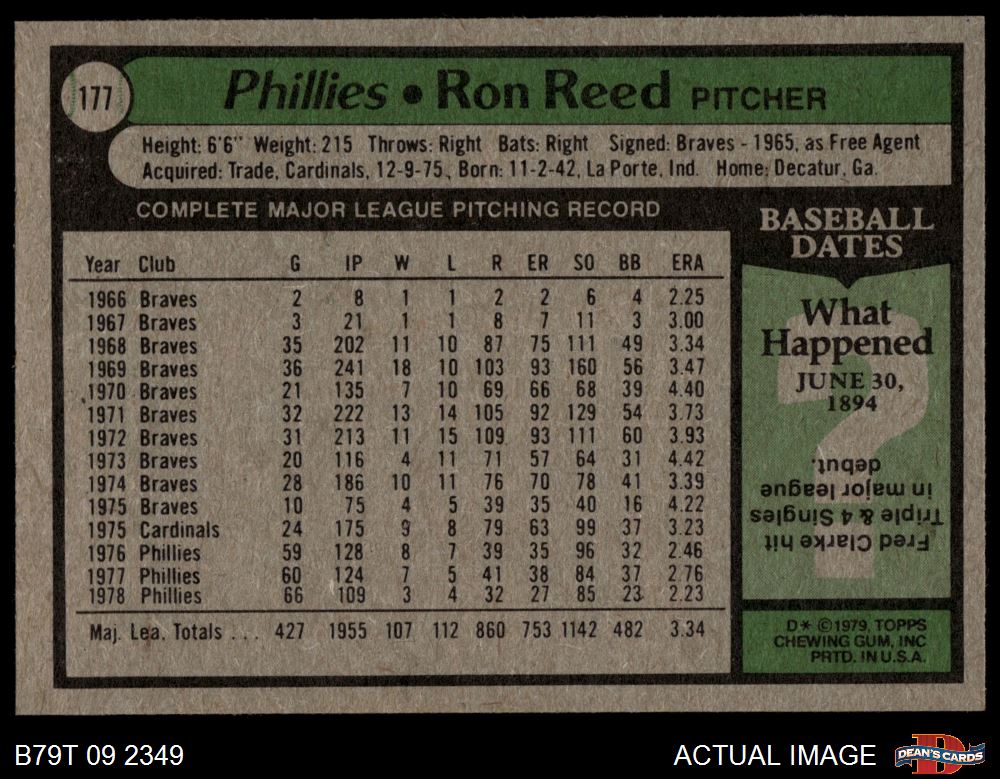 177
Phillies • Ron Reed PITCHER
Height: 6'6" Weight: 215 Throws: Right Bats: Right Signed: Braves - 1965, as Free Agent
Acquired: Trade, Cardinals, 12-9-75, Born: 11-2-42, La Porte, Ind. Home: Decatur, Ga.
COMPLETE MAJOR LEAGUE PITCHING RECORD
Year Club G IP W L R ER SO BB ERA
1966 Braves 2 8 1 1 2 2 6 4 2.25
1967 Braves 3 21 1 1 8 7 11 3 3.00
1968 Braves 35 202 11 10 87 75 111 49 3.34
1969 Braves 36 241 18 10 103 93 160 56 3.47
1970 Braves 21 135 7 10 69 66 68 39 4.40
1971 Braves 32 222 13 14 105 92 129 54 3.73
1972 Braves 31 213 11 15 109 93 111 60 3.93
1973 Braves 20 116 4 11 71 57 64 31 4.42
1974 Braves 28 186 10 11 76 70 78 41 3.39
1975 Braves 10 75 4 5 39 35 40 16 4.22
1975 Cardinals 24 175 9 8 79 63 99 37 3.23
1976 Phillies 59 128 8 7 39 35 96 32 2.46
1977 Phillies 60 124 7 5 41 38 84 37 2.76
1978 Phillies 66 109 3 4 32 27 85 23 2.23
Maj. Lea. Totals . . . 427 1955 107 112 860 753 1142 482 3.34
BASEBALL
DATES
What
Happened
JUNE 30,
1894
?
Fred Clarke hit
Triple & 4 Singles
in major league
debut.
D* ©1979, TOPPS
CHEWING GUM, INC
PRTD. IN U.S.A.
B79T 09 2349
ACTUAL IMAGE
D
DEAN'S CARDS